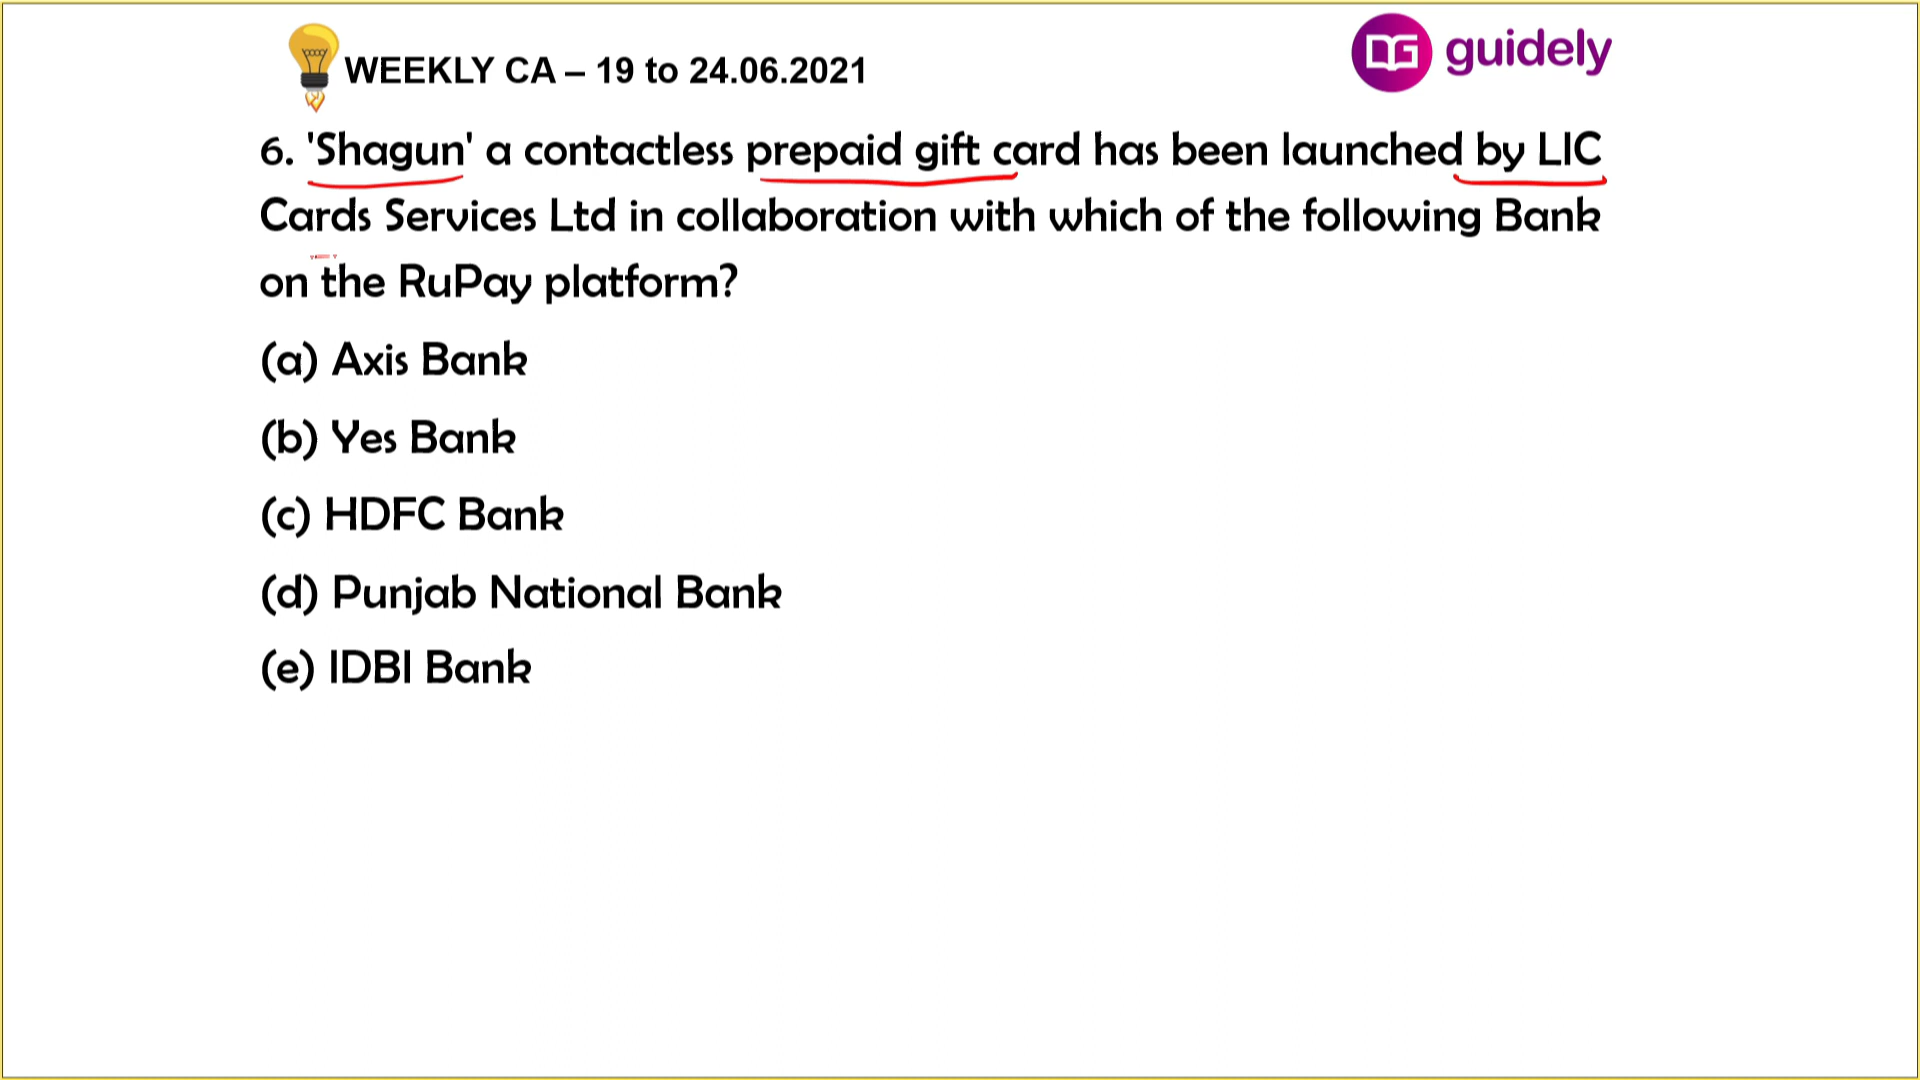 WEEKLY CA – 19 to 24.06.2021
guidely
6. 'Shagun' a contactless prepaid gift card has been launched by LIC
Cards Services Ltd in collaboration with which of the following Bank
on the RuPay platform?
(a) Axis Bank
(b) Yes Bank
(c) HDFC Bank
(d) Punjab National Bank
(e) IDBI Bank